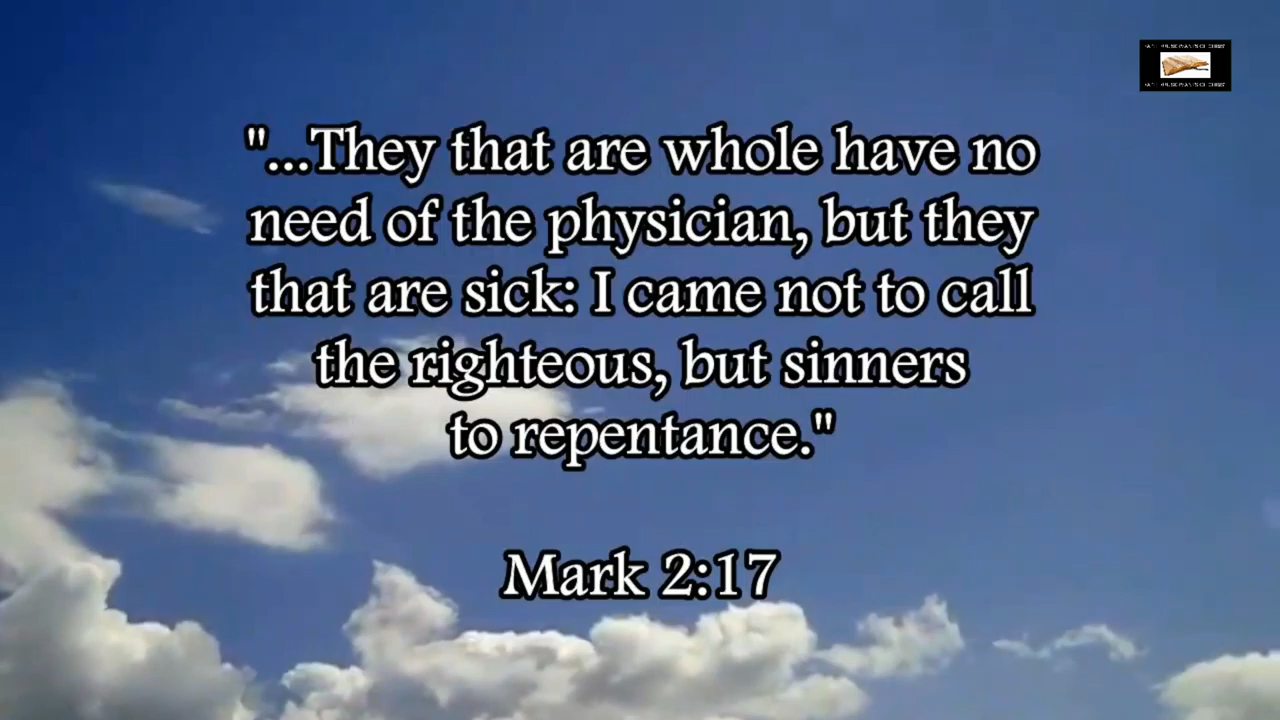 "...They that are whole have no
need of the physician, but they
that are sick: I came not to call
the righteous, but sinners
to repentance."
Mark 2:17